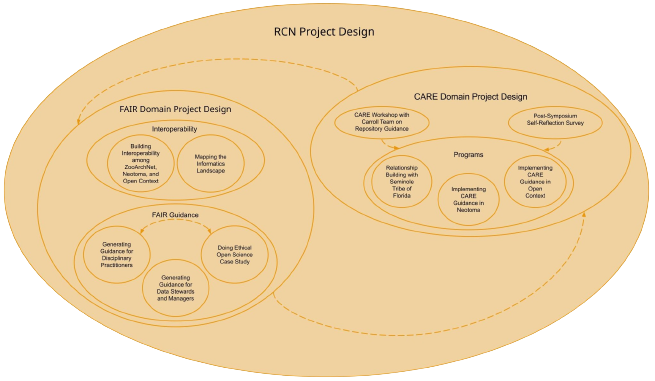 RCN Project Design
FAIR Domain Project Design
Interoperability
Building
Interoperability
among
ZooArchNet,
Neotoma, and
Open Context
Mapping the
Informatics
Landscape
FAIR Guidance
Generating
Guidance for
Disciplinary
Practitioners
Generating
Guidance for
Data Stewards
and Managers
Doing Ethical
Open Science
Case Study
CARE Domain Project Design
CARE Workshop with
Carroll Team on
Repository Guidance
Post-Symposium
Self-Reflection Survey
Programs
Relationship
Building with
Seminole
Tribe of
Florida
Implementing
CARE
Guidance in
Neotoma
Implementing
CARE
Guidance in
Open
Context